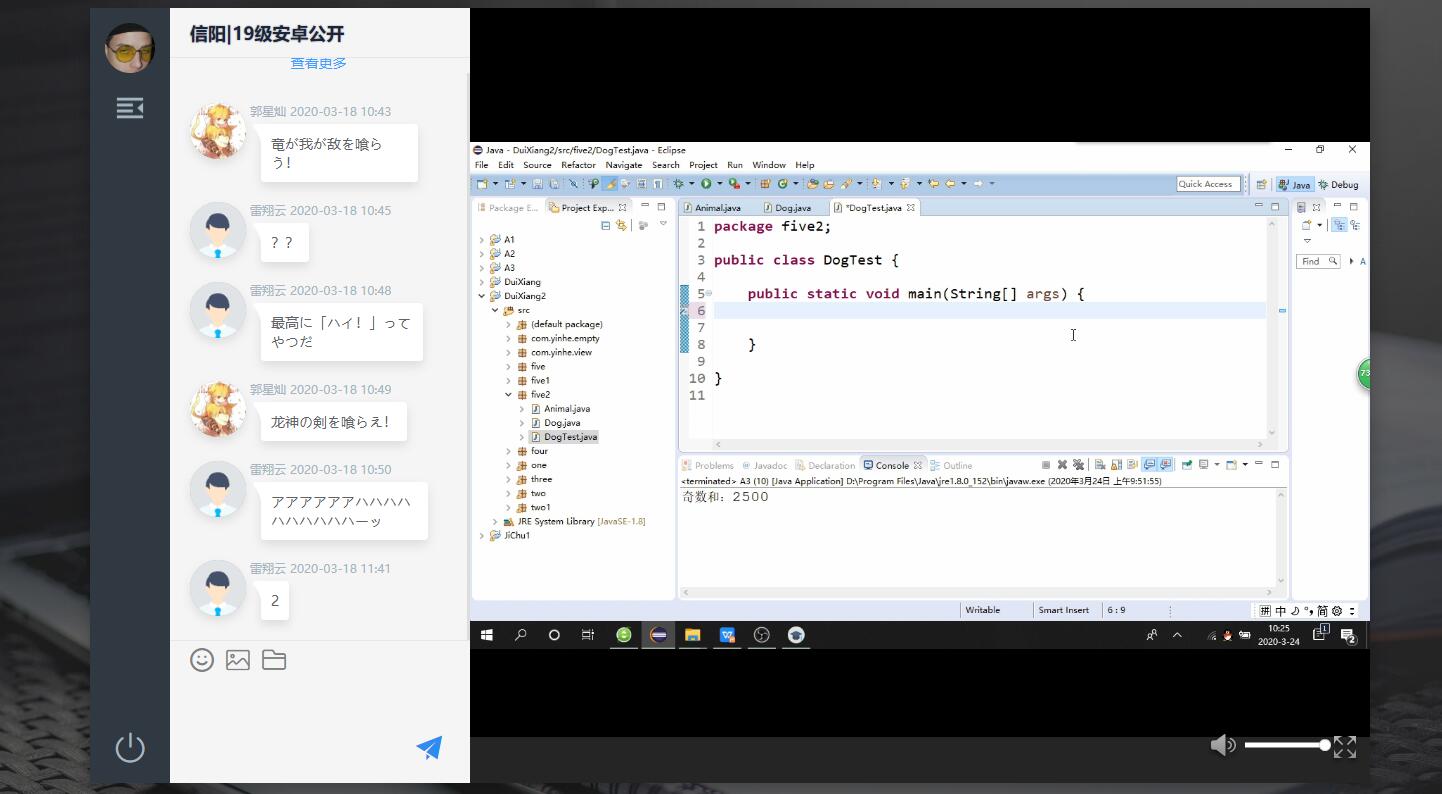 信阳|19级安卓公开
查看更多
郭星灿 2020-03-18 10:43
竜が我が敌を喰ら
う！
雷翔云 2020-03-18 10:45
？？
雷翔云 2020-03-18 10:48
最高に「ハイ！」って
やつだ
郭星灿 2020-03-18 10:49
龙神の剣を喰らえ！
雷翔云 2020-03-18 10:50
アアアアアアハハハハ
ハハハハハハーッ
雷翔云 2020-03-18 11:41
2
Java - DuiXiang2/src/five2/DogTest.java - Eclipse
File Edit Source Refactor Navigate Search Project Run Window Help
Quick Access
Java
Debug
Package E...
Project Exp...
A1
A2
A3
DuiXiang
DuiXiang2
src
(default package)
com.yinhe.empty
com.yinhe.view
five
five1
five2
Animal.java
Dog.java
DogTest.java
four
one
three
two
two1
JRE System Library [JavaSE-1.8]
JiChu1
Animal.java
Dog.java
*DogTest.java
1 package five2;
2
3 public class DogTest {
4
5 public static void main(String[] args) {
6
7
8 }
9
10 }
11
Find
A
73
Problems
Javadoc
Declaration
Console
Outline
<terminated> A3 (10) [Java Application] D:\Program Files\Java\jre1.8.0_152\bin\javaw.exe (2020年3月24日 上午9:51:55)
奇数和：2500
Writable
Smart Insert
6 : 9
拼 中 简
10:25
2020-3-24
1
2